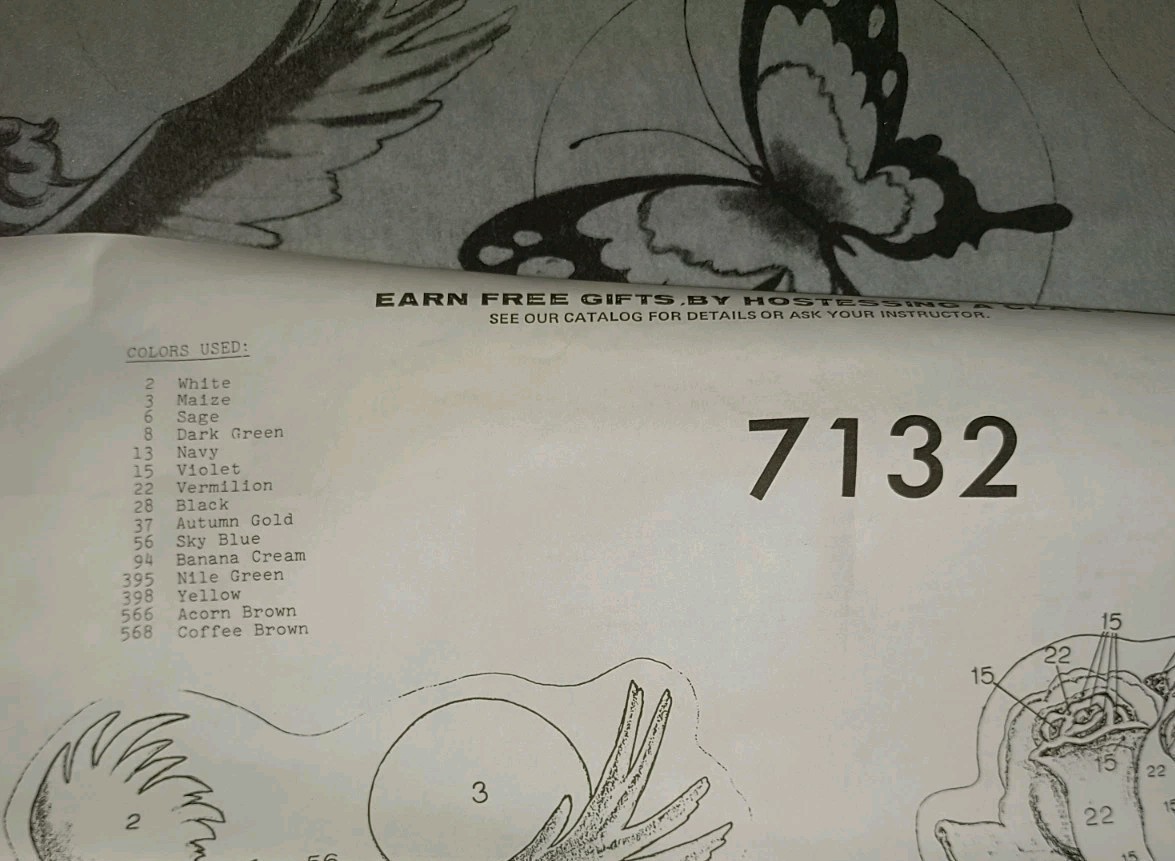 EARN FREE GIFTS, BY HOSTESSING A CLASS
SEE OUR CATALOG FOR DETAILS OR ASK YOUR INSTRUCTOR.
COLORS USED:
2 White
3 Maize
6 Sage
8 Dark Green
13 Navy
15 Violet
22 Vermilion
28 Black
37 Autumn Gold
56 Sky Blue
94 Banana Cream
395 Nile Green
398 Yellow
566 Acorn Brown
568 Coffee Brown
7132
15
22
15
15
22
3
2
22
56
15